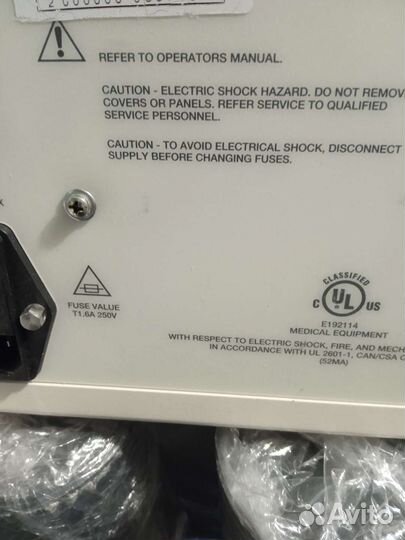 REFER TO OPERATORS MANUAL.
CAUTION - ELECTRIC SHOCK HAZARD. DO NOT REMOV
COVERS OR PANELS. REFER SERVICE TO QUALIFIED
SERVICE PERSONNEL.
CAUTION - TO AVOID ELECTRICAL SHOCK, DISCONNECT
SUPPLY BEFORE CHANGING FUSES.
FUSE VALUE
T1.6A 250V
CLASSIFIED
C UL US
E192114
MEDICAL EQUIPMENT
WITH RESPECT TO ELECTRIC SHOCK, FIRE, AND MECH
IN ACCORDANCE WITH UL 2601-1, CAN/CSA C
(52MA)
Avito